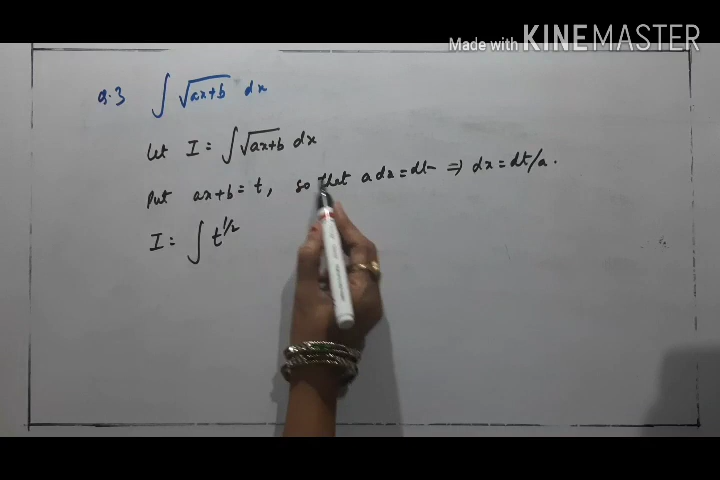 Made with KINEMASTER
Q.3 ∫ √ax+b dx
Let I = ∫ √ax+b dx
Put ax+b = t, so that a dx = dt ⇒ dx = dt/a.
I = ∫ t^1/2